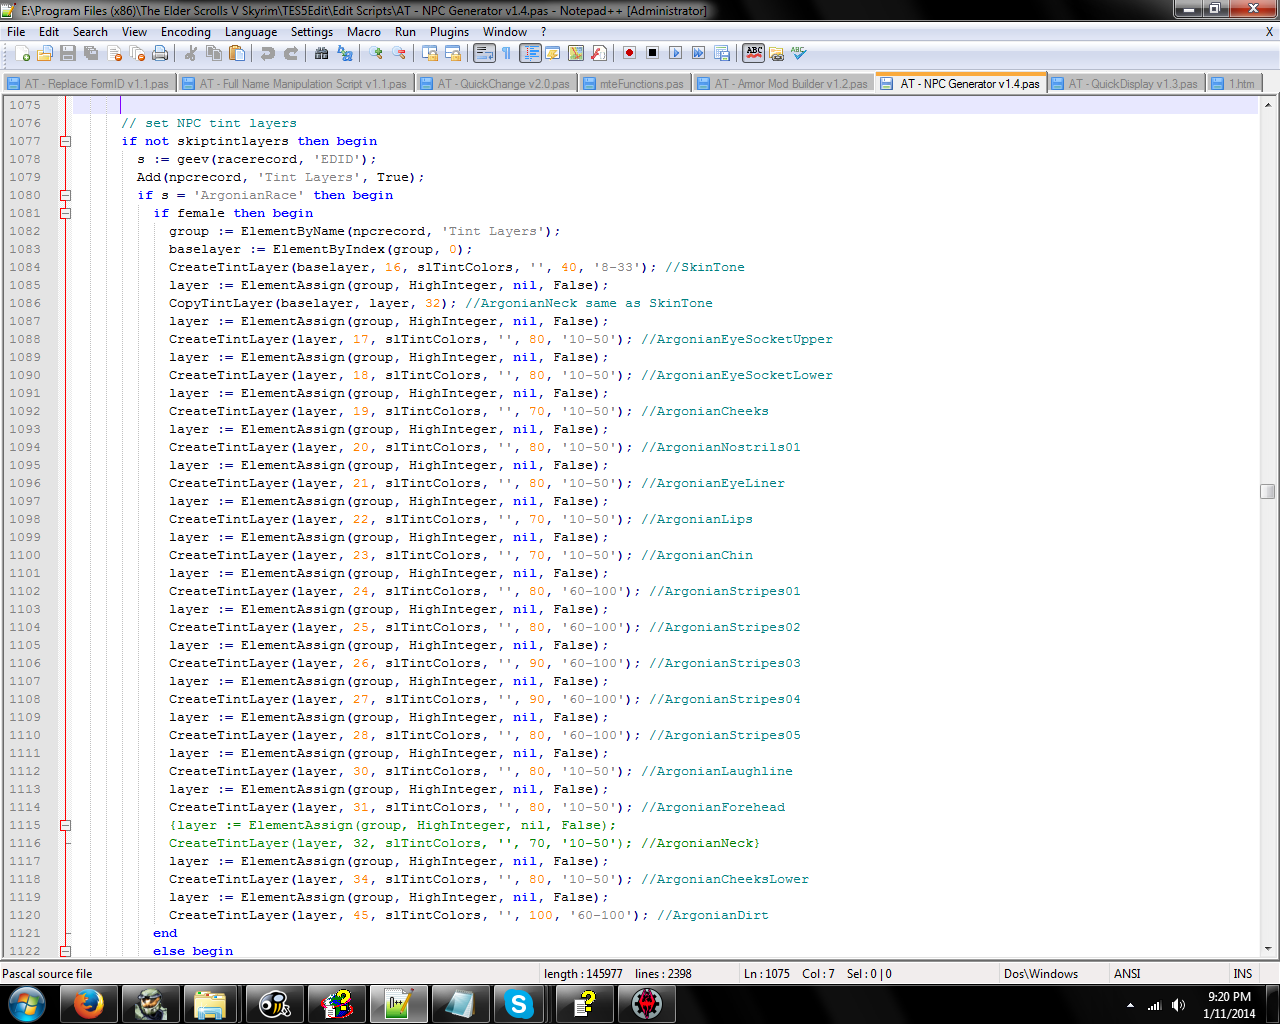 E:\Program Files (x86)\The Elder Scrolls V Skyrim\TES5Edit\Edit Scripts\AT - NPC Generator v1.4.pas - Notepad++ [Administrator]
File Edit Search View Encoding Language Settings Macro Run Plugins Window ? X
AT - Replace FormID v1.1.pas AT - Full Name Manipulation Script v1.1.pas AT - QuickChange v2.0.pas mteFunctions.pas AT - Armor Mod Builder v1.2.pas AT - NPC Generator v1.4.pas AT - QuickDisplay v1.3.pas 1.htm
1075
1076 // set NPC tint layers
1077 if not skiptintlayers then begin
1078 s := geev(racerecord, 'EDID');
1079 Add(npcrecord, 'Tint Layers', True);
1080 if s = 'ArgonianRace' then begin
1081 if female then begin
1082 group := ElementByName(npcrecord, 'Tint Layers');
1083 baselayer := ElementByIndex(group, 0);
1084 CreateTintLayer(baselayer, 16, slTintColors, '', 40, '8-33'); //SkinTone
1085 layer := ElementAssign(group, HighInteger, nil, False);
1086 CopyTintLayer(baselayer, layer, 32); //ArgonianNeck same as SkinTone
1087 layer := ElementAssign(group, HighInteger, nil, False);
1088 CreateTintLayer(layer, 17, slTintColors, '', 80, '10-50'); //ArgonianEyeSocketUpper
1089 layer := ElementAssign(group, HighInteger, nil, False);
1090 CreateTintLayer(layer, 18, slTintColors, '', 80, '10-50'); //ArgonianEyeSocketLower
1091 layer := ElementAssign(group, HighInteger, nil, False);
1092 CreateTintLayer(layer, 19, slTintColors, '', 70, '10-50'); //ArgonianCheeks
1093 layer := ElementAssign(group, HighInteger, nil, False);
1094 CreateTintLayer(layer, 20, slTintColors, '', 80, '10-50'); //ArgonianNostrils01
1095 layer := ElementAssign(group, HighInteger, nil, False);
1096 CreateTintLayer(layer, 21, slTintColors, '', 80, '10-50'); //ArgonianEyeLiner
1097 layer := ElementAssign(group, HighInteger, nil, False);
1098 CreateTintLayer(layer, 22, slTintColors, '', 70, '10-50'); //ArgonianLips
1099 layer := ElementAssign(group, HighInteger, nil, False);
1100 CreateTintLayer(layer, 23, slTintColors, '', 70, '10-50'); //ArgonianChin
1101 layer := ElementAssign(group, HighInteger, nil, False);
1102 CreateTintLayer(layer, 24, slTintColors, '', 80, '60-100'); //ArgonianStripes01
1103 layer := ElementAssign(group, HighInteger, nil, False);
1104 CreateTintLayer(layer, 25, slTintColors, '', 80, '60-100'); //ArgonianStripes02
1105 layer := ElementAssign(group, HighInteger, nil, False);
1106 CreateTintLayer(layer, 26, slTintColors, '', 90, '60-100'); //ArgonianStripes03
1107 layer := ElementAssign(group, HighInteger, nil, False);
1108 CreateTintLayer(layer, 27, slTintColors, '', 90, '60-100'); //ArgonianStripes04
1109 layer := ElementAssign(group, HighInteger, nil, False);
1110 CreateTintLayer(layer, 28, slTintColors, '', 80, '60-100'); //ArgonianStripes05
1111 layer := ElementAssign(group, HighInteger, nil, False);
1112 CreateTintLayer(layer, 30, slTintColors, '', 80, '10-50'); //ArgonianLaughline
1113 layer := ElementAssign(group, HighInteger, nil, False);
1114 CreateTintLayer(layer, 31, slTintColors, '', 80, '10-50'); //ArgonianForehead
1115 {layer := ElementAssign(group, HighInteger, nil, False);
1116 CreateTintLayer(layer, 32, slTintColors, '', 70, '10-50'); //ArgonianNeck}
1117 layer := ElementAssign(group, HighInteger, nil, False);
1118 CreateTintLayer(layer, 34, slTintColors, '', 80, '10-50'); //ArgonianCheeksLower
1119 layer := ElementAssign(group, HighInteger, nil, False);
1120 CreateTintLayer(layer, 45, slTintColors, '', 100, '60-100'); //ArgonianDirt
1121 end
1122 else begin
Pascal source file length : 145977 lines : 2398 Ln : 1075 Col : 7 Sel : 0 | 0 Dos\Windows ANSI INS
9:20 PM
1/11/2014